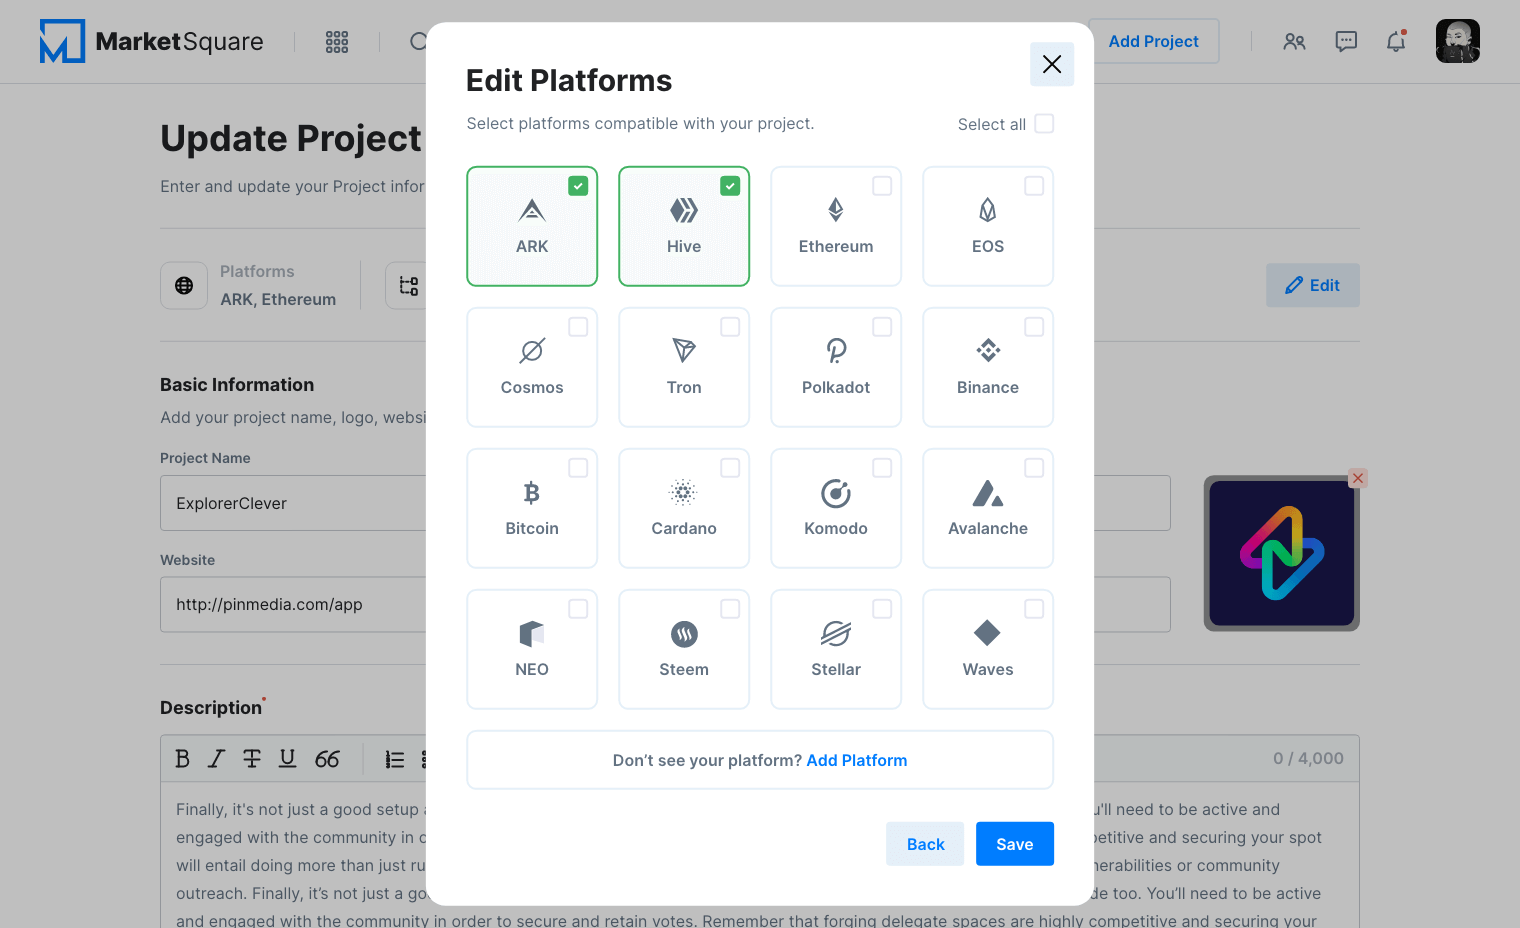 MarketSquare
Add Project
Update Project
Enter and update your Project infor
Platforms
ARK, Ethereum
Edit
Basic Information
Add your project name, logo, websi
Project Name
ExplorerClever
Website
http://pinmedia.com/app
Description*
B I T U 66
0 / 4,000
Finally, it's not just a good setup
u'll need to be active and
engaged with the community in
petitive and securing your spot
will entail doing more than just ru
nerabilities or community
outreach. Finally, it’s not just a go
de too. You’ll need to be active
and engaged with the community in order to secure and retain votes. Remember that forging delegate spaces are highly competitive and securing your
Edit Platforms
Select platforms compatible with your project.
Select all
ARK
Hive
Ethereum
EOS
Cosmos
Tron
Polkadot
Binance
Bitcoin
Cardano
Komodo
Avalanche
NEO
Steem
Stellar
Waves
Don’t see your platform? Add Platform
Back
Save